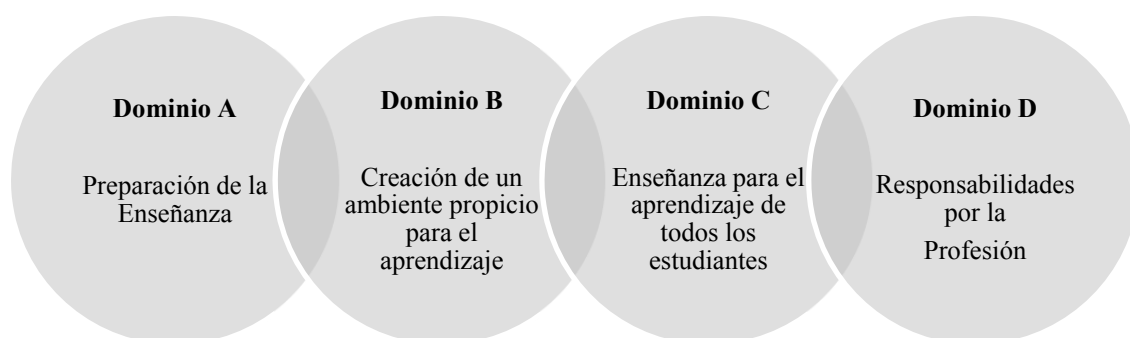 Dominio A
Preparación de la
Enseñanza
Dominio B
Creación de un
ambiente propicio
para el
aprendizaje
Dominio C
Enseñanza para el
aprendizaje de
todos los
estudiantes
Dominio D
Responsabilidades
por la
Profesión